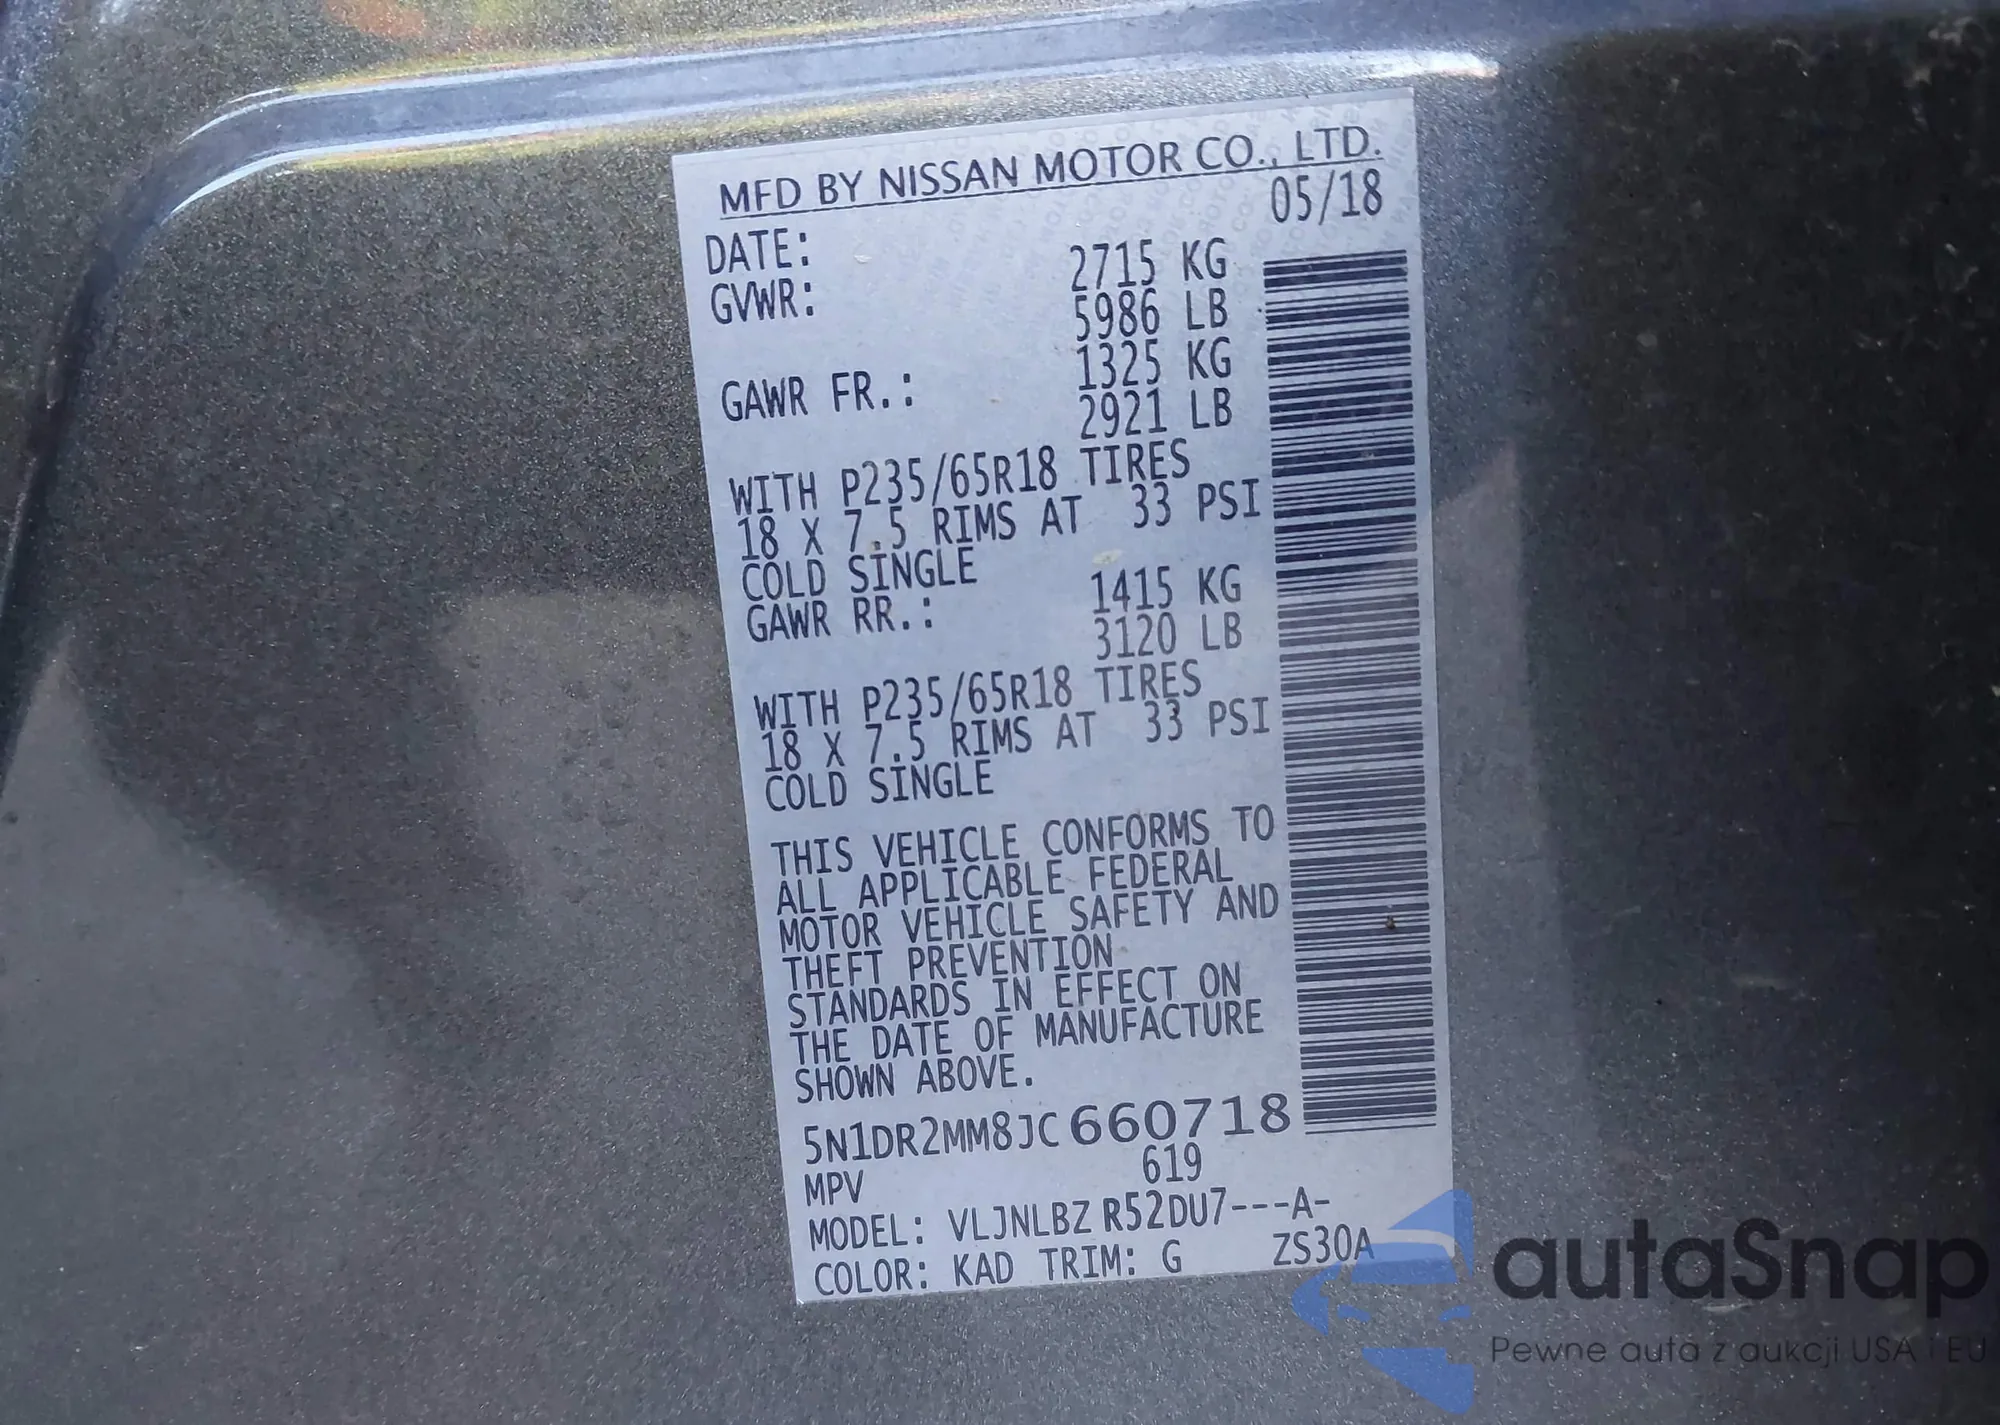 MFD BY NISSAN MOTOR CO., LTD.
DATE: 05/18
GVWR: 2715 KG
5986 LB
GAWR FR.: 1325 KG
2921 LB
WITH P235/65R18 TIRES
18 X 7.5 RIMS AT 33 PSI
COLD SINGLE
GAWR RR.: 1415 KG
3120 LB
WITH P235/65R18 TIRES
18 X 7.5 RIMS AT 33 PSI
COLD SINGLE
THIS VEHICLE CONFORMS TO
ALL APPLICABLE FEDERAL
MOTOR VEHICLE SAFETY AND
THEFT PREVENTION
STANDARDS IN EFFECT ON
THE DATE OF MANUFACTURE
SHOWN ABOVE.
5N1DR2MM8JC660718
MPV 619
MODEL: VLJNLBZ R52DU7---A-
COLOR: KAD TRIM: G ZS30A
autaSnap
Pewne auta z aukcji USA i EU